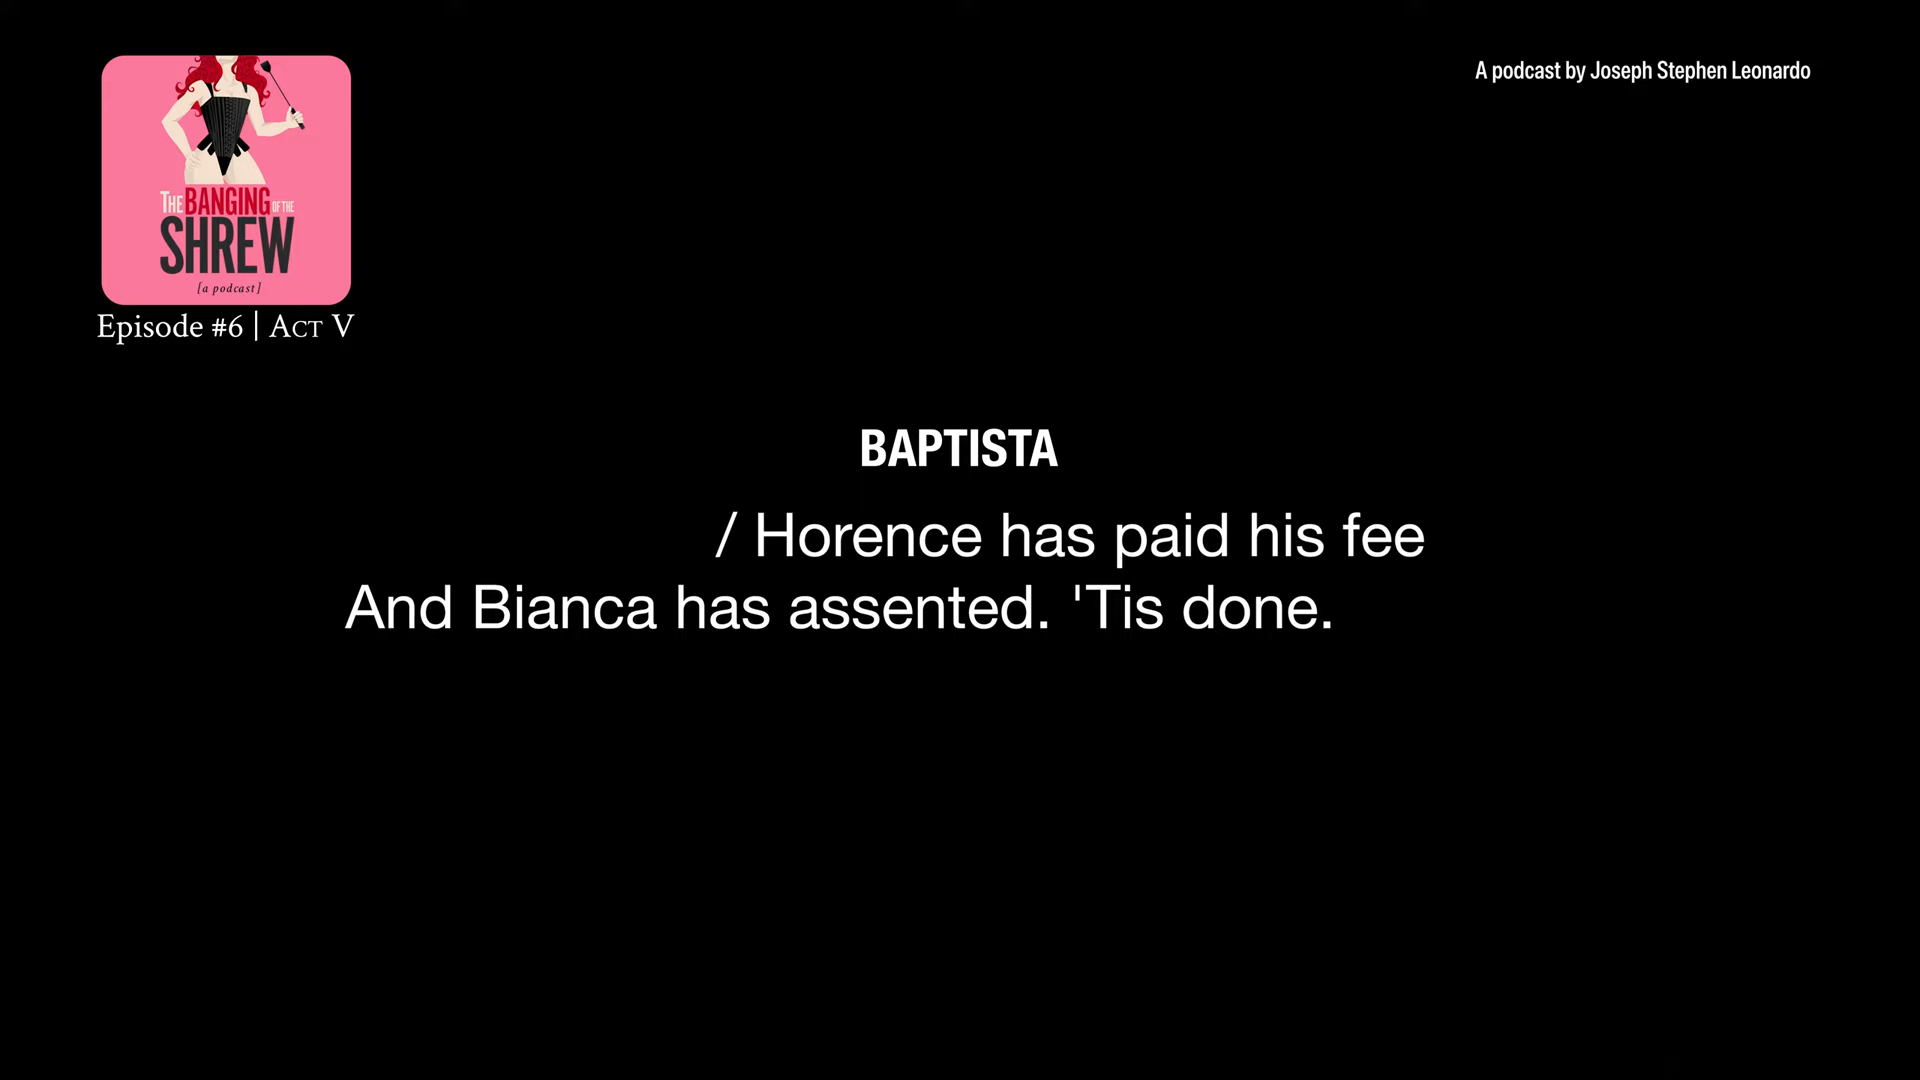 A podcast by Joseph Stephen Leonardo
THE BANGING OF THE
SHREW
[a podcast]
Episode #6 | ACT V
BAPTISTA
/ Horence has paid his fee
And Bianca has assented. 'Tis done.